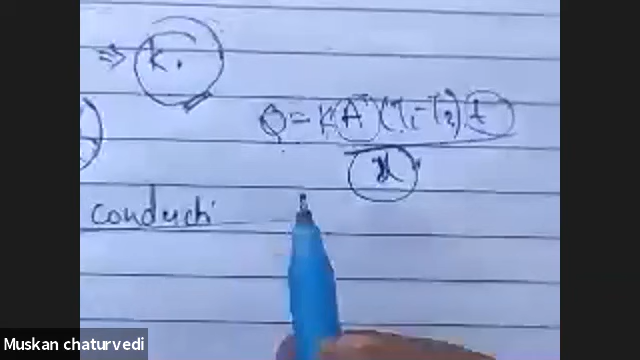 ⇒ K.
Q = KA(T₁-T₂)t
x
conducti
Muskan chaturvedi